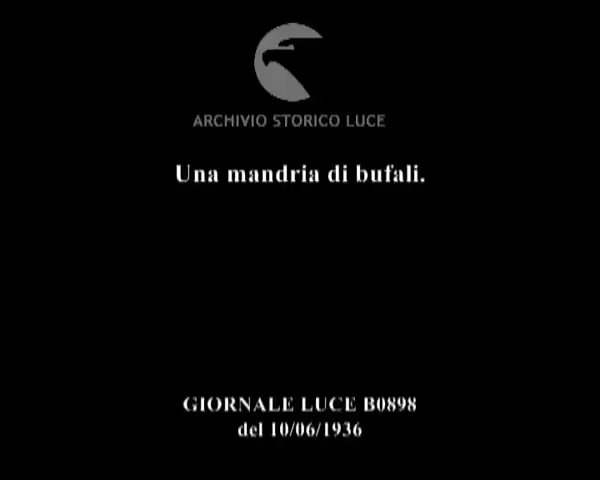 ARCHIVIO STORICO LUCE
Una mandria di bufali.
GIORNALE LUCE B0898
del 10/06/1936